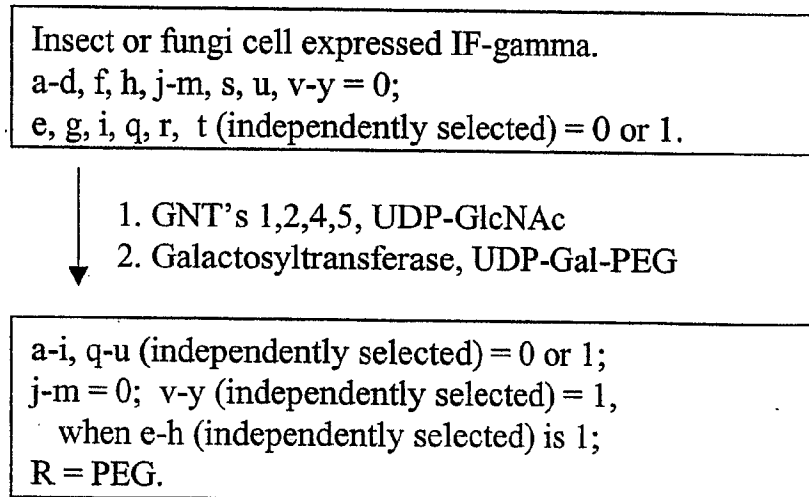 Insect or fungi cell expressed IF-gamma.
a-d, f, h, j-m, s, u, v-y = 0;
e, g, i, q, r, t (independently selected) = 0 or 1.
1. GNT's 1,2,4,5, UDP-GlcNAc
2. Galactosyltransferase, UDP-Gal-PEG
a-i, q-u (independently selected) = 0 or 1;
j-m = 0; v-y (independently selected) = 1,
when e-h (independently selected) is 1;
R = PEG.